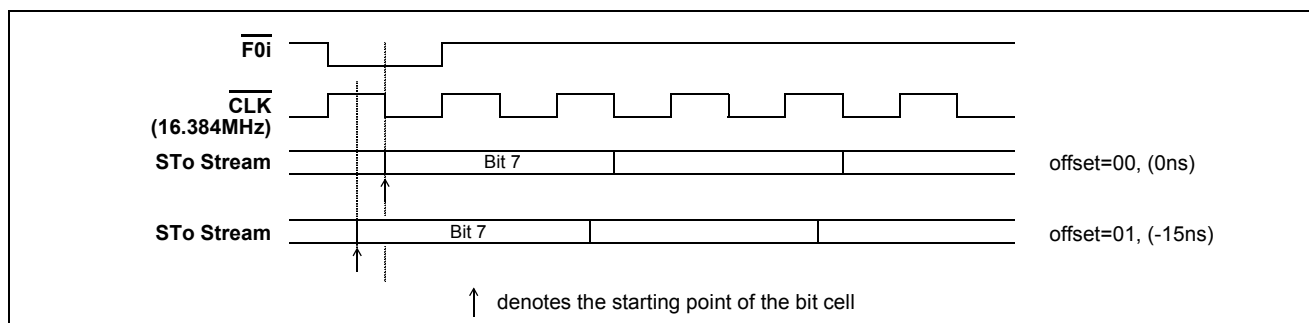 F0i
CLK
(16.384MHz)
STo Stream Bit 7 offset=00, (0ns)
STo Stream Bit 7 offset=01, (-15ns)
↑ denotes the starting point of the bit cell